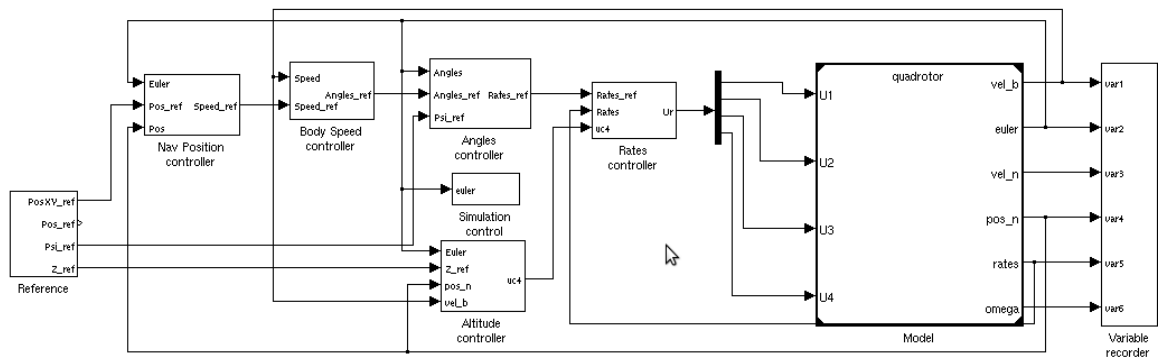 Euler
Pos_ref
Pos
Speed_ref
Nav Position
controller
Speed
Speed_ref
Angles_ref
Body Speed
controller
Angles
Angles_ref
Psi_ref
Rates_ref
Angles
controller
Rates_ref
Rates
uc4
Ur
Rates
controller
quadrotor
U1
U2
U3
U4
vel_b
euler
vel_n
pos_n
rates
omega
Model
var1
var2
var3
var4
var5
var6
Variable
recorder
PosXY_ref
Pos_ref
Psi_ref
Z_ref
Reference
euler
Simulation
control
Euler
Z_ref
pos_n
vel_b
uc4
Altitude
controller